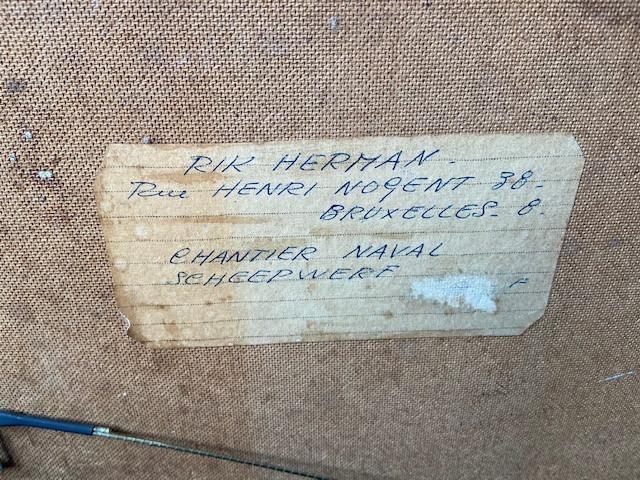 RIK HERMAN -
Rue HENRI NOGENT 38 -
BRUXELLES - 8 -
CHANTIER NAVAL
SCHEEPWERF
F